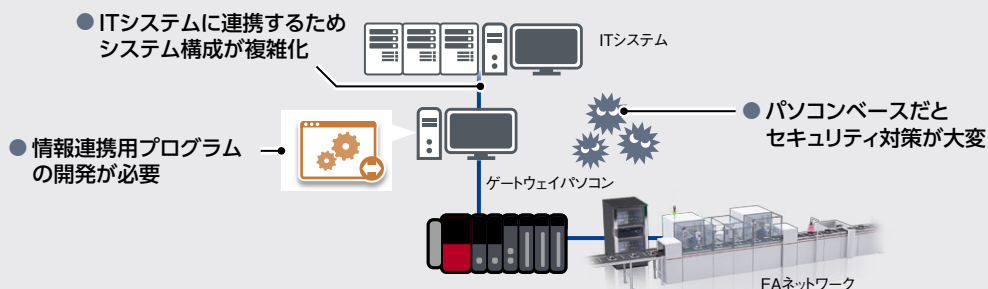 ● ITシステムに連携するため
システム構成が複雑化
ITシステム
● パソコンベースだと
セキュリティ対策が大変
● 情報連携用プログラム
の開発が必要
ゲートウェイパソコン
FAネットワーク